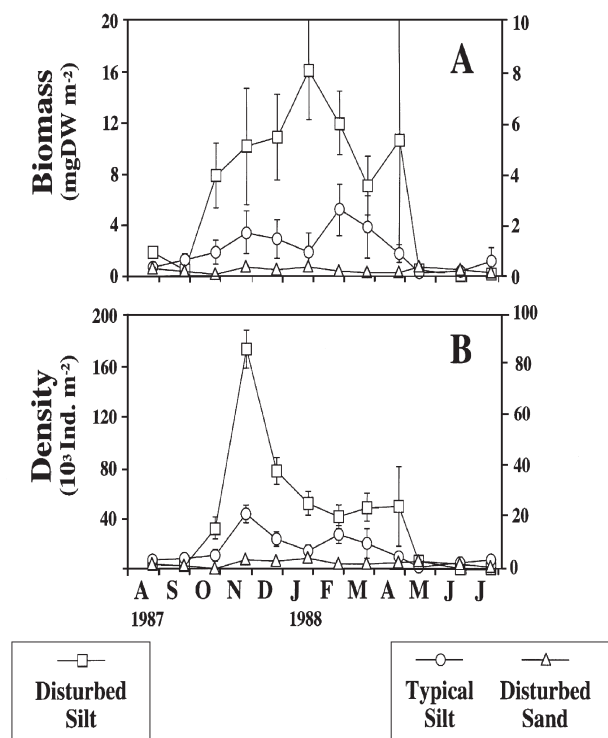 20
16
12
8
4
0
Biomass
(mgDW m-2)
A
10
8
6
4
2
0
200
160
120
80
40
Density
(10³ Ind. m-2)
B
100
80
60
40
20
0
A S O N D J F M A M J J
1987 1988
Disturbed
Silt
Typical Disturbed
Silt Sand